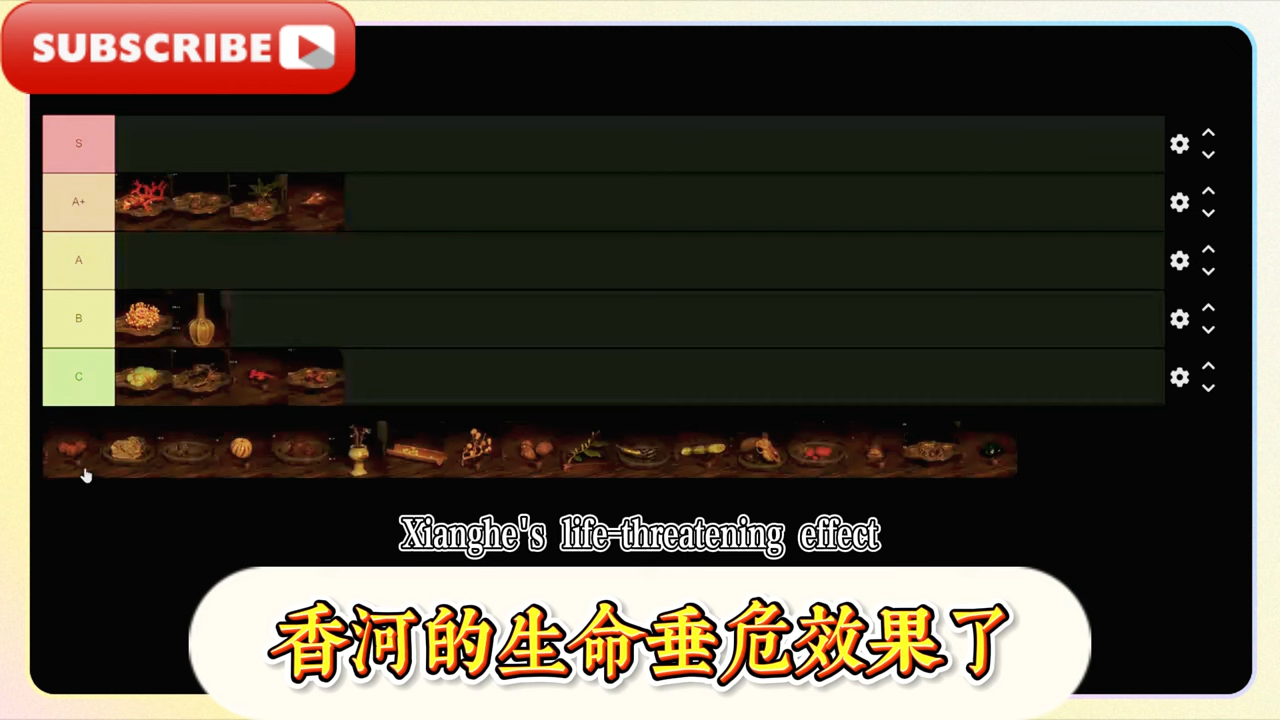 SUBSCRIBE
S
A+
A
B
C
Xianghe's life-threatening effect
香河的生命垂危效果了